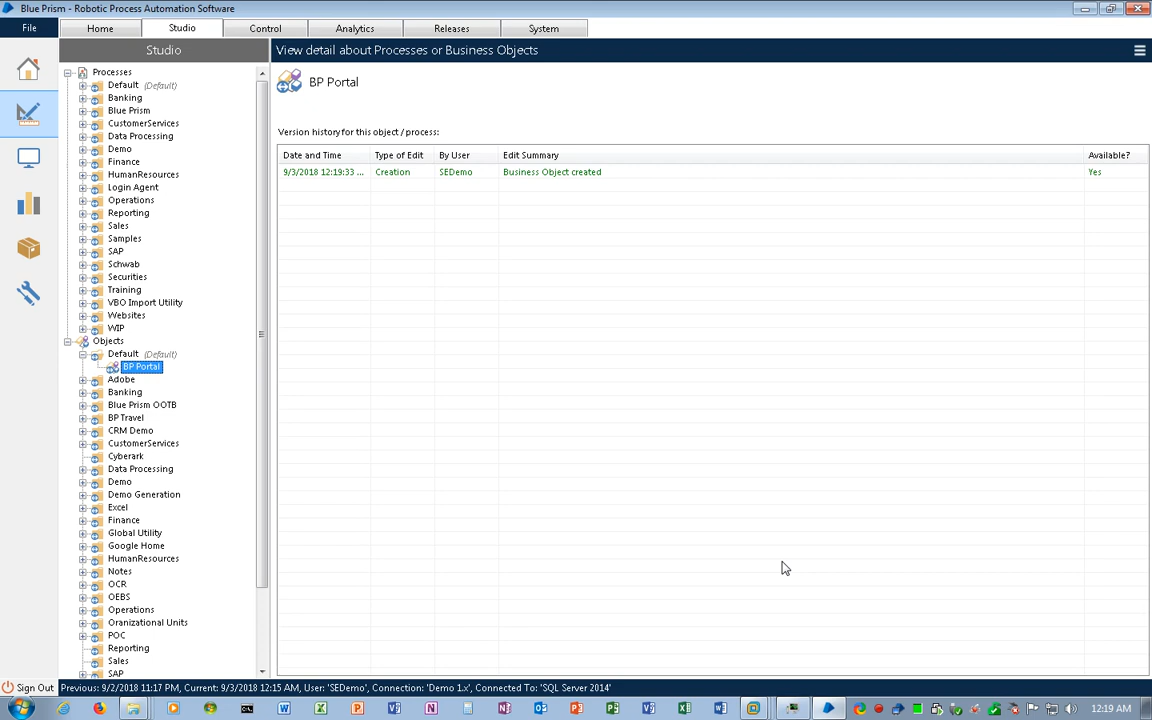 Blue Prism - Robotic Process Automation Software
File
Home
Studio
Control
Analytics
Releases
System
Studio
View detail about Processes or Business Objects
Processes
Default (Default)
Banking
Blue Prism
CustomerServices
Data Processing
Demo
Finance
HumanResources
Login Agent
Operations
Reporting
Sales
Samples
SAP
Schwab
Securities
Training
VBO Import Utility
Websites
WIP
Objects
Default (Default)
BP Portal
Adobe
Banking
Blue Prism OOTB
BP Travel
CRM Demo
CustomerServices
Cyberark
Data Processing
Demo
Demo Generation
Excel
Finance
Global Utility
Google Home
HumanResources
Notes
OCR
OEBS
Operations
Oranizational Units
POC
Reporting
Sales
SAP
BP Portal
Version history for this object / process:
Date and Time Type of Edit By User Edit Summary Available?
9/3/2018 12:19:33 ... Creation SEDemo Business Object created Yes
Sign Out
Previous: 9/2/2018 11:17 PM, Current: 9/3/2018 12:15 AM, User: 'SEDemo', Connection: 'Demo 1.x', Connected To: 'SQL Server 2014'
12:19 AM